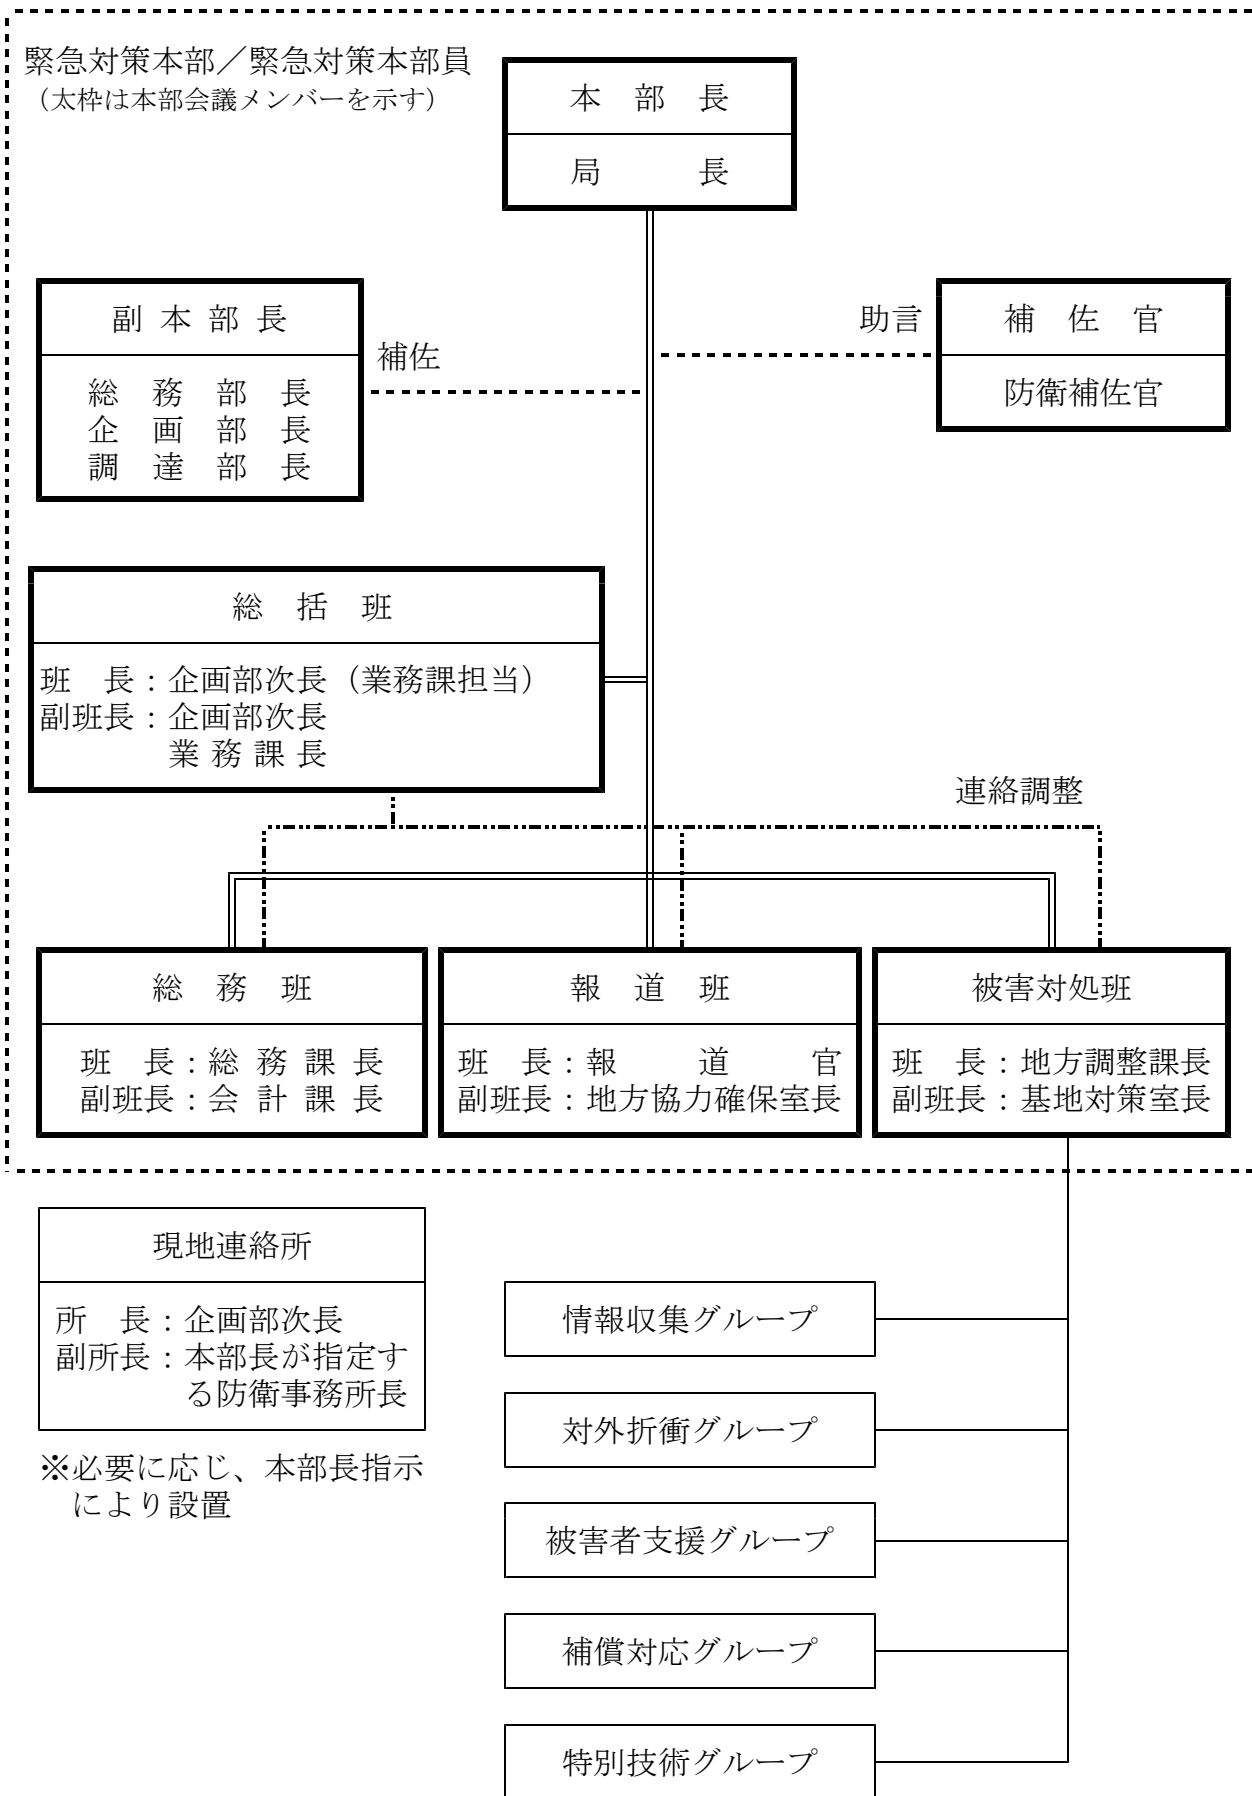 緊急対策本部／緊急対策本部員
（太枠は本部会議メンバーを示す）
本　部　長
局　　　長
副 本 部 長
総　務　部　長
企　画　部　長
調　達　部　長
補佐
助言
補　佐　官
防衛補佐官
総　括　班
班　長：企画部次長（業務課担当）
副班長：企画部次長
業 務 課 長
連絡調整
総　務　班
班　長：総 務 課 長
副班長：会 計 課 長
報　道　班
班　長：報　　道　　官
副班長：地方協力確保室長
被害対処班
班　長：地方調整課長
副班長：基地対策室長
現地連絡所
所　長：企画部次長
副所長：本部長が指定す
る防衛事務所長
※必要に応じ、本部長指示
により設置
情報収集グループ
対外折衝グループ
被害者支援グループ
補償対応グループ
特別技術グループ